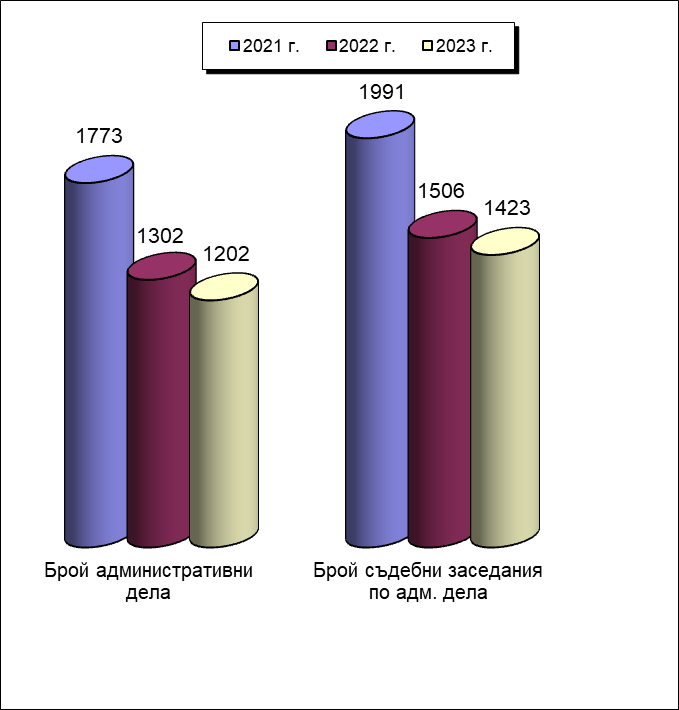 2021 г. 2022 г. 2023 г.
1991
1773
1506
1423
1302
1202
Брой административни
дела
Брой съдебни заседания
по адм. дела